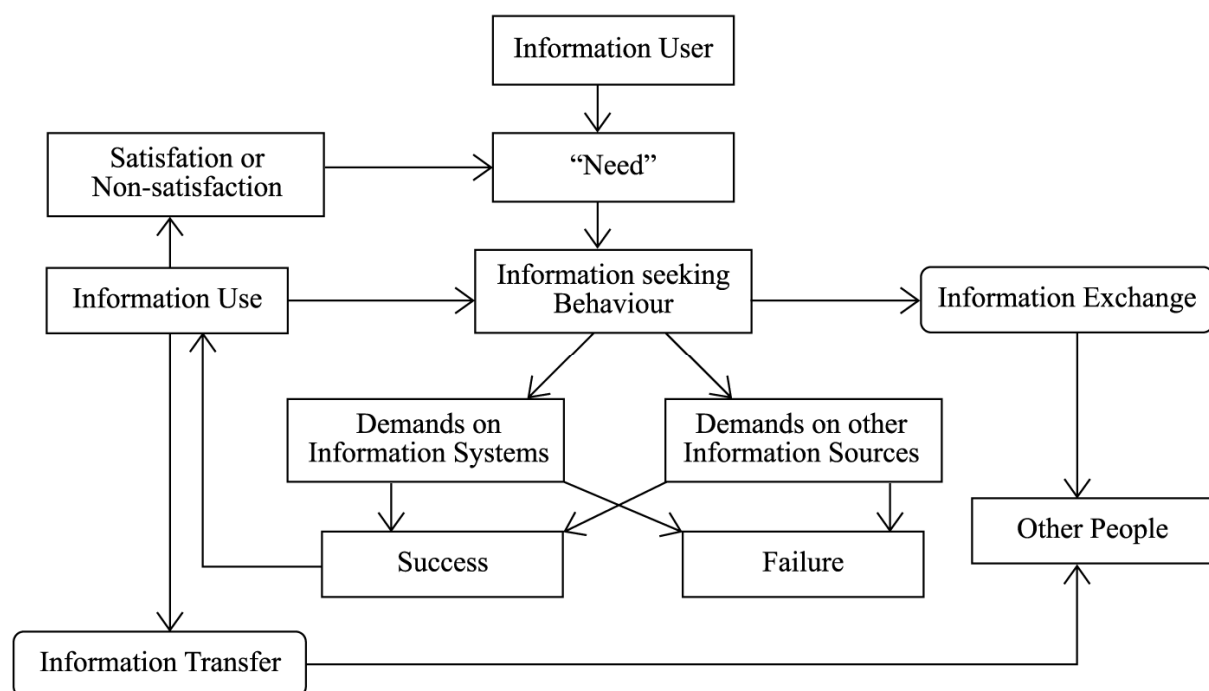 Information User
Satisfation or
Non-satisfaction
“Need”
Information Use
Information seeking
Behaviour
Information Exchange
Demands on
Information Systems
Demands on other
Information Sources
Success
Failure
Other People
Information Transfer